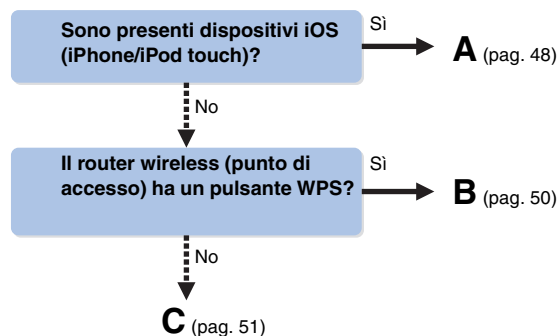 Sono presenti dispositivi iOS
(iPhone/iPod touch)?
Sì
A (pag. 48)
No
Il router wireless (punto di
accesso) ha un pulsante WPS?
Sì
B (pag. 50)
No
C (pag. 51)